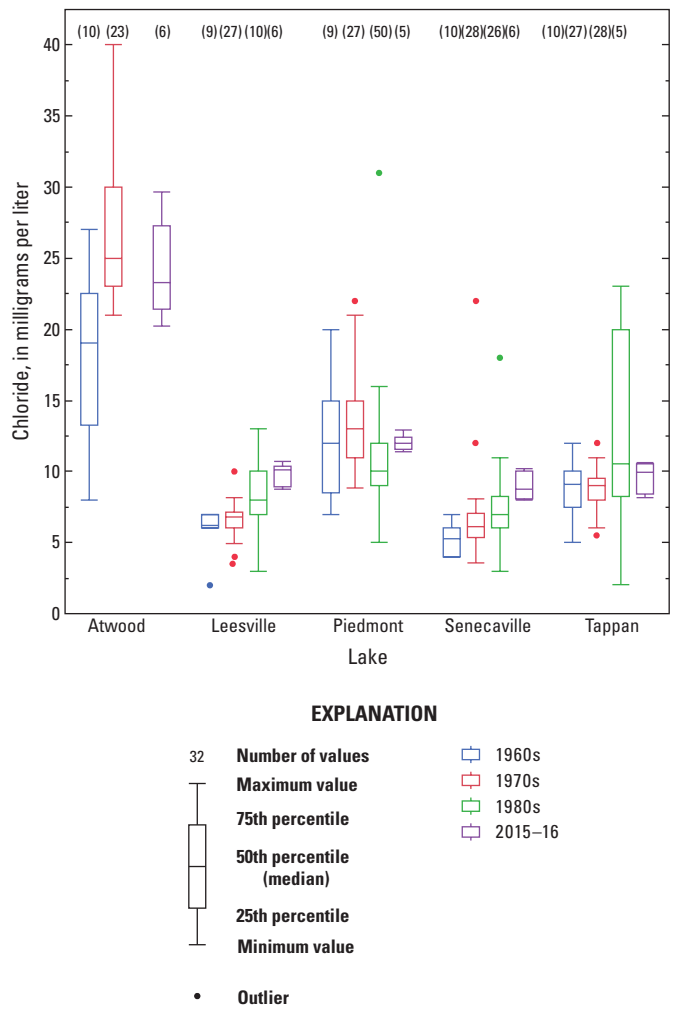 (10) (23) (6) (9) (27) (10)(6) (9) (27) (50) (5) (10)(28)(26)(6) (10)(27) (28)(5)
40
35
30
25
20
15
10
5
0
Chloride, in milligrams per liter
Atwood Leesville Piedmont Senecaville Tappan
Lake
EXPLANATION
32 Number of values
Maximum value
75th percentile
50th percentile
(median)
25th percentile
Minimum value
Outlier
1960s
1970s
1980s
2015–16